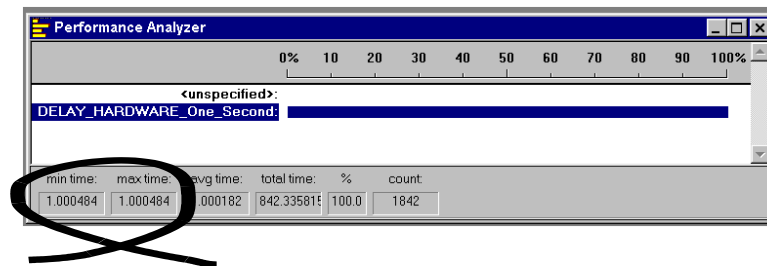 Performance Analyzer
0% 10 20 30 40 50 60 70 80 90 100%
<unspecified>:
DELAY_HARDWARE_One_Second:
min time: max time: avg time: total time: % count:
1.000484 1.000484 .000182 842.335815 100.0 1842